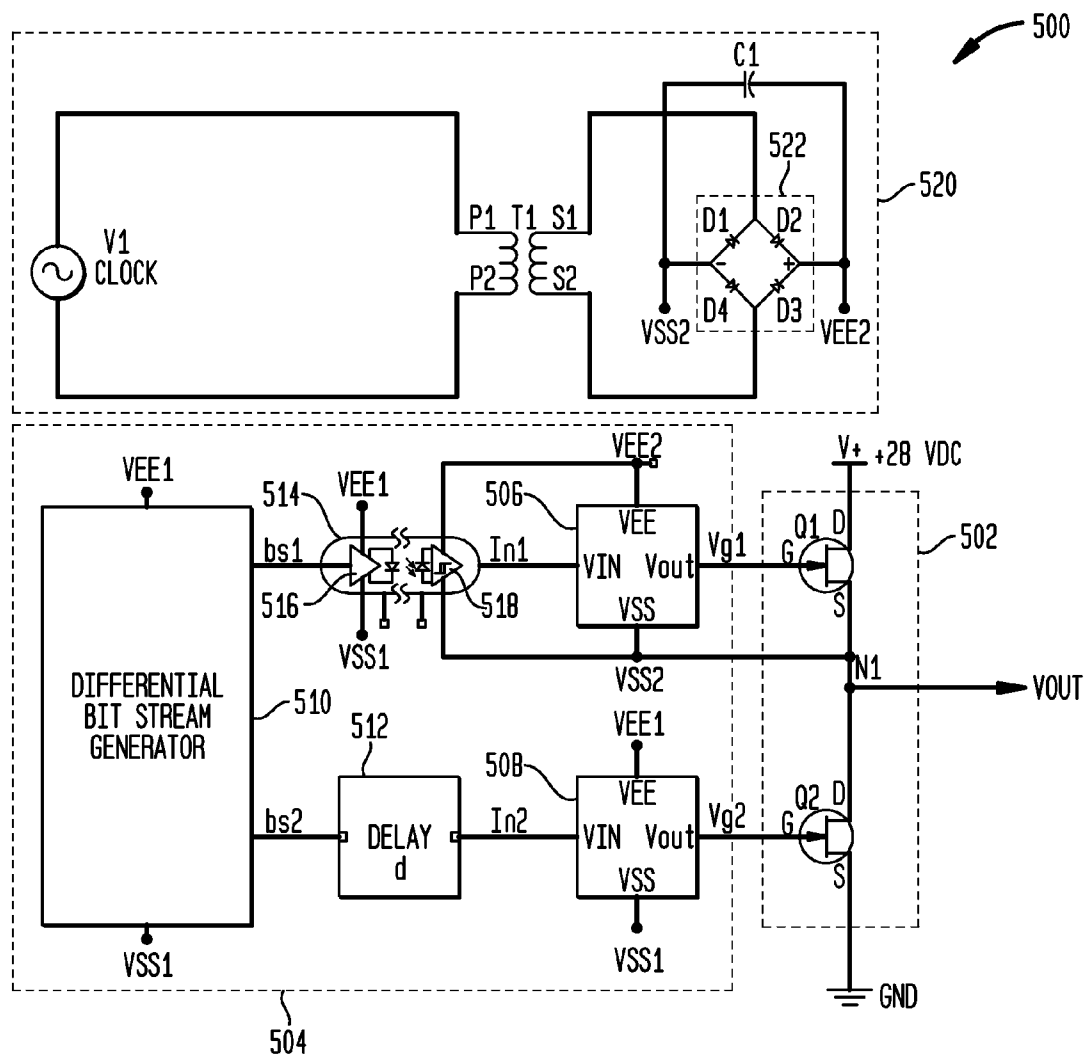 500
C1
522
520
V1
CLOCK
P1 T1 S1
P2 S2
D1 D2
- +
D4 D3
VSS2 VEE2
VEE1
514
VEE1
VEE2
506
V+ +28 VDC
502
bs1
516
518
In1
VEE
VIN Vout
VSS
Vg1
Q1 D
G
S
VSS1
VSS2
N1
VOUT
DIFFERENTIAL
BIT STREAM
GENERATOR
510
512
508
VEE1
bs2
DELAY
d
In2
VEE
VIN Vout
VSS
Vg2
Q2 D
G
S
VSS1
VSS1
GND
504